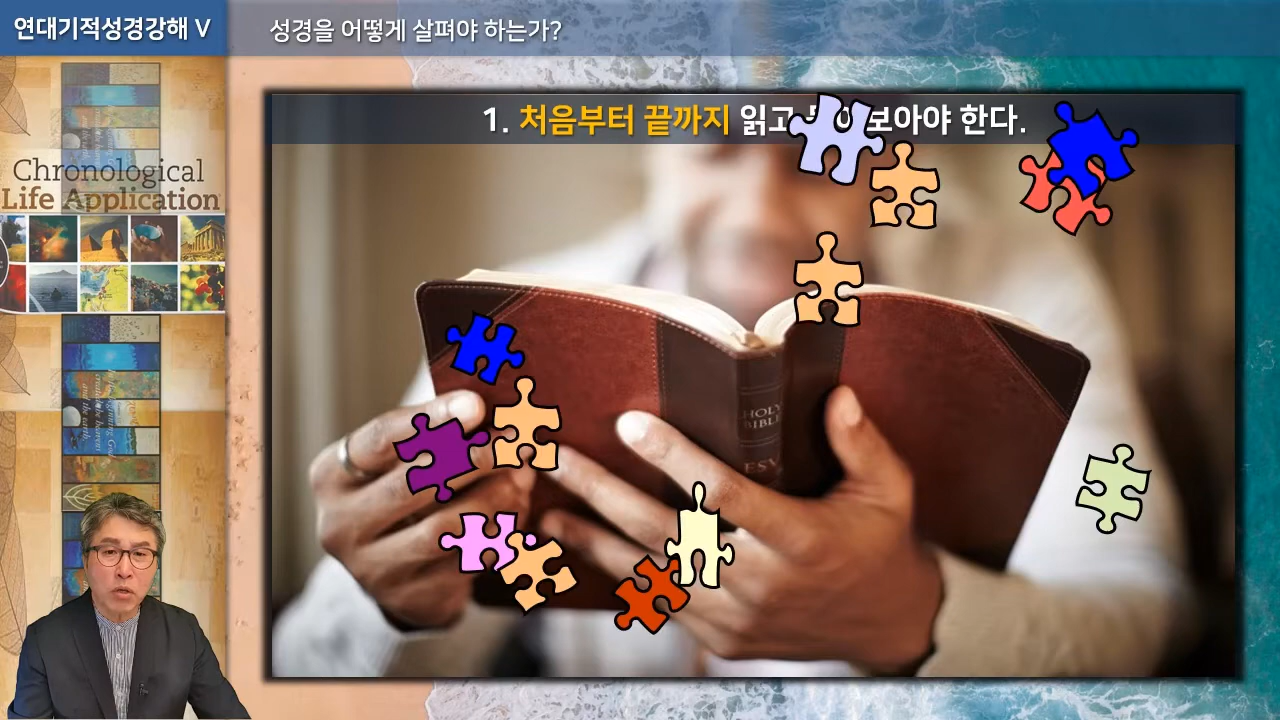 연대기적성경강해 V
성경을 어떻게 살펴야 하는가?
1. 처음부터 끝까지 읽고 보아야 한다.
Chronological
Life Application
HOLY
BIBLE
ESV